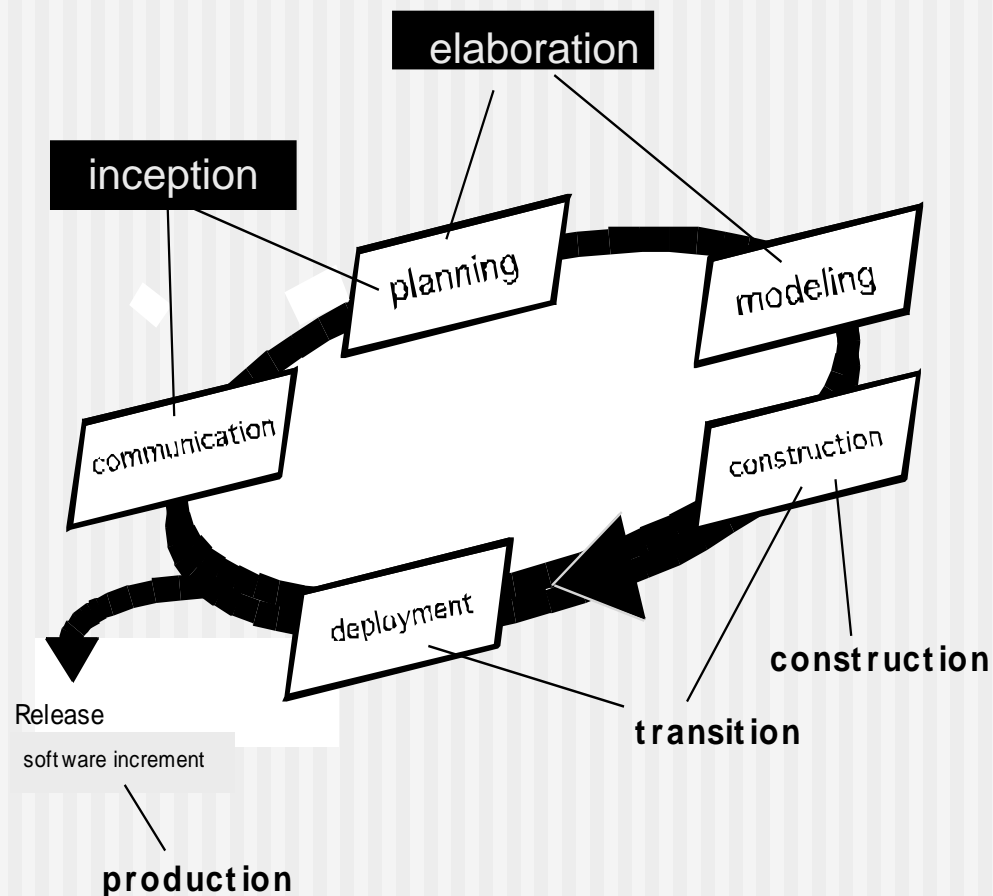 elaboration
inception
planning
modeling
communication
construction
deployment
construction
transition
Release
software increment
production